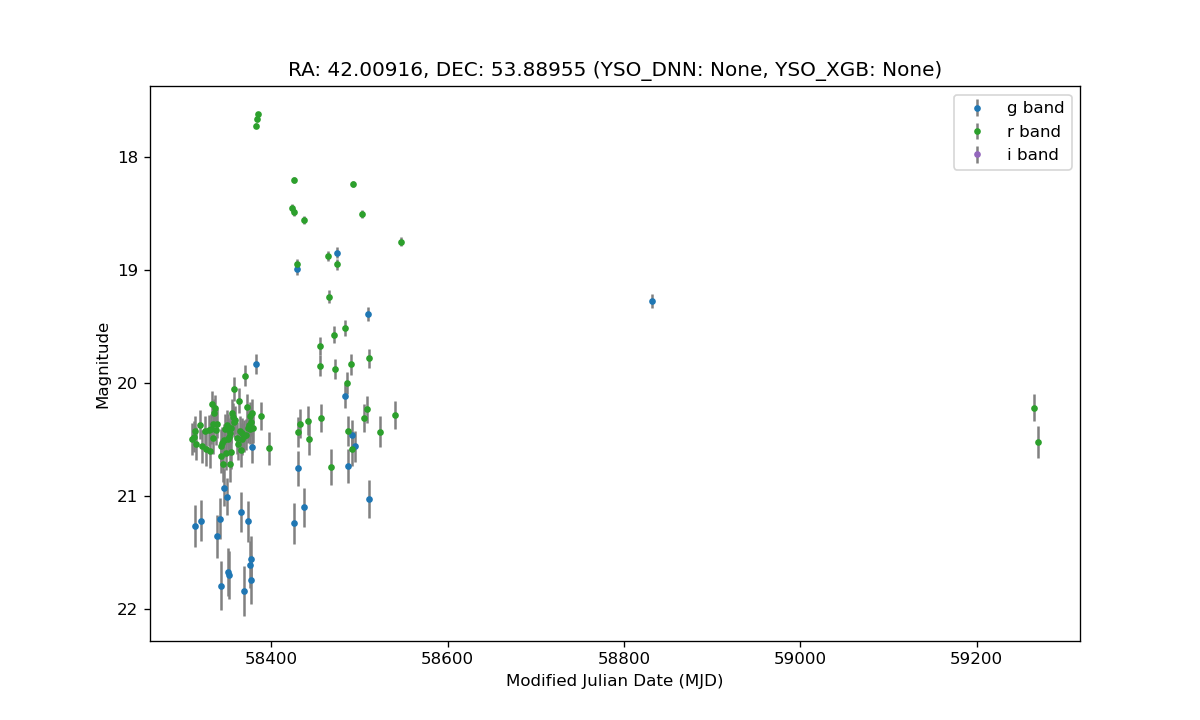 RA: 42.00916, DEC: 53.88955 (YSO_DNN: None, YSO_XGB: None)
g band
r band
i band
18
19
20
21
22
Magnitude
58400
58600
58800
59000
59200
Modified Julian Date (MJD)